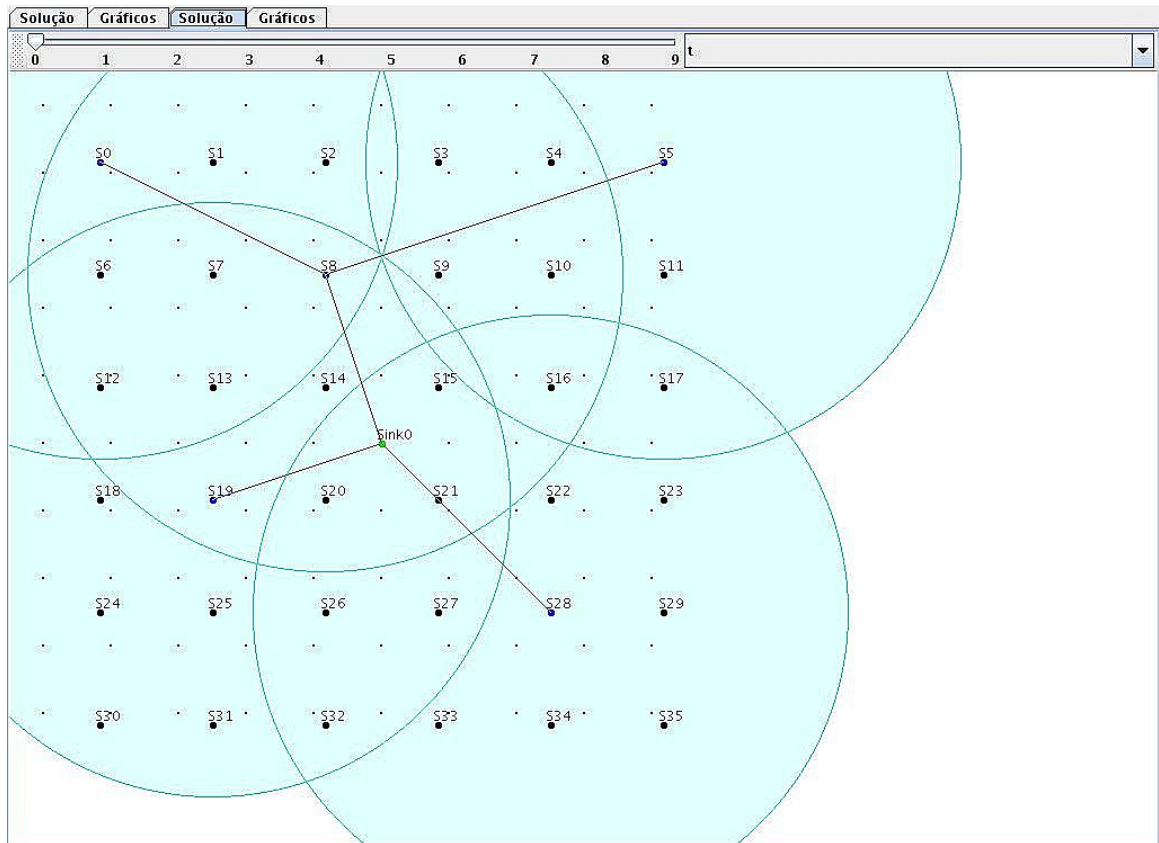 Solução Gráficos Solução Gráficos
0 1 2 3 4 5 6 7 8 9 t
S0 S1 S2 S3 S4 S5
S6 S7 S8 S9 S10 S11
S12 S13 S14 S15 S16 S17
Sink0
S18 S19 S20 S21 S22 S23
S24 S25 S26 S27 S28 S29
S30 S31 S32 S33 S34 S35